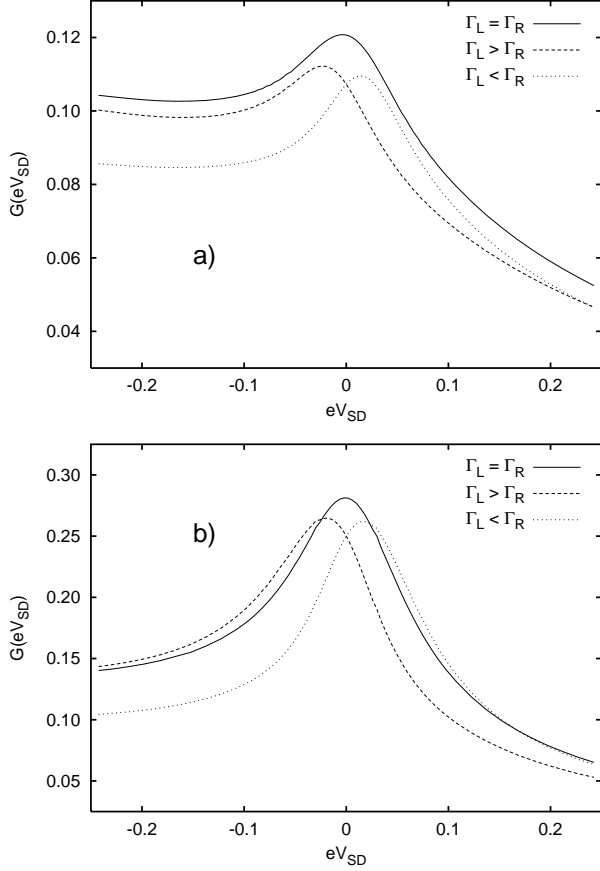 0.12
0.10
0.08
0.06
0.04
G(eV_SD)
Γ_L = Γ_R
Γ_L > Γ_R
Γ_L < Γ_R
a)
-0.2 -0.1 0 0.1 0.2
eV_SD
0.30
0.25
0.20
0.15
0.10
0.05
G(eV_SD)
Γ_L = Γ_R
Γ_L > Γ_R
Γ_L < Γ_R
b)
-0.2 -0.1 0 0.1 0.2
eV_SD